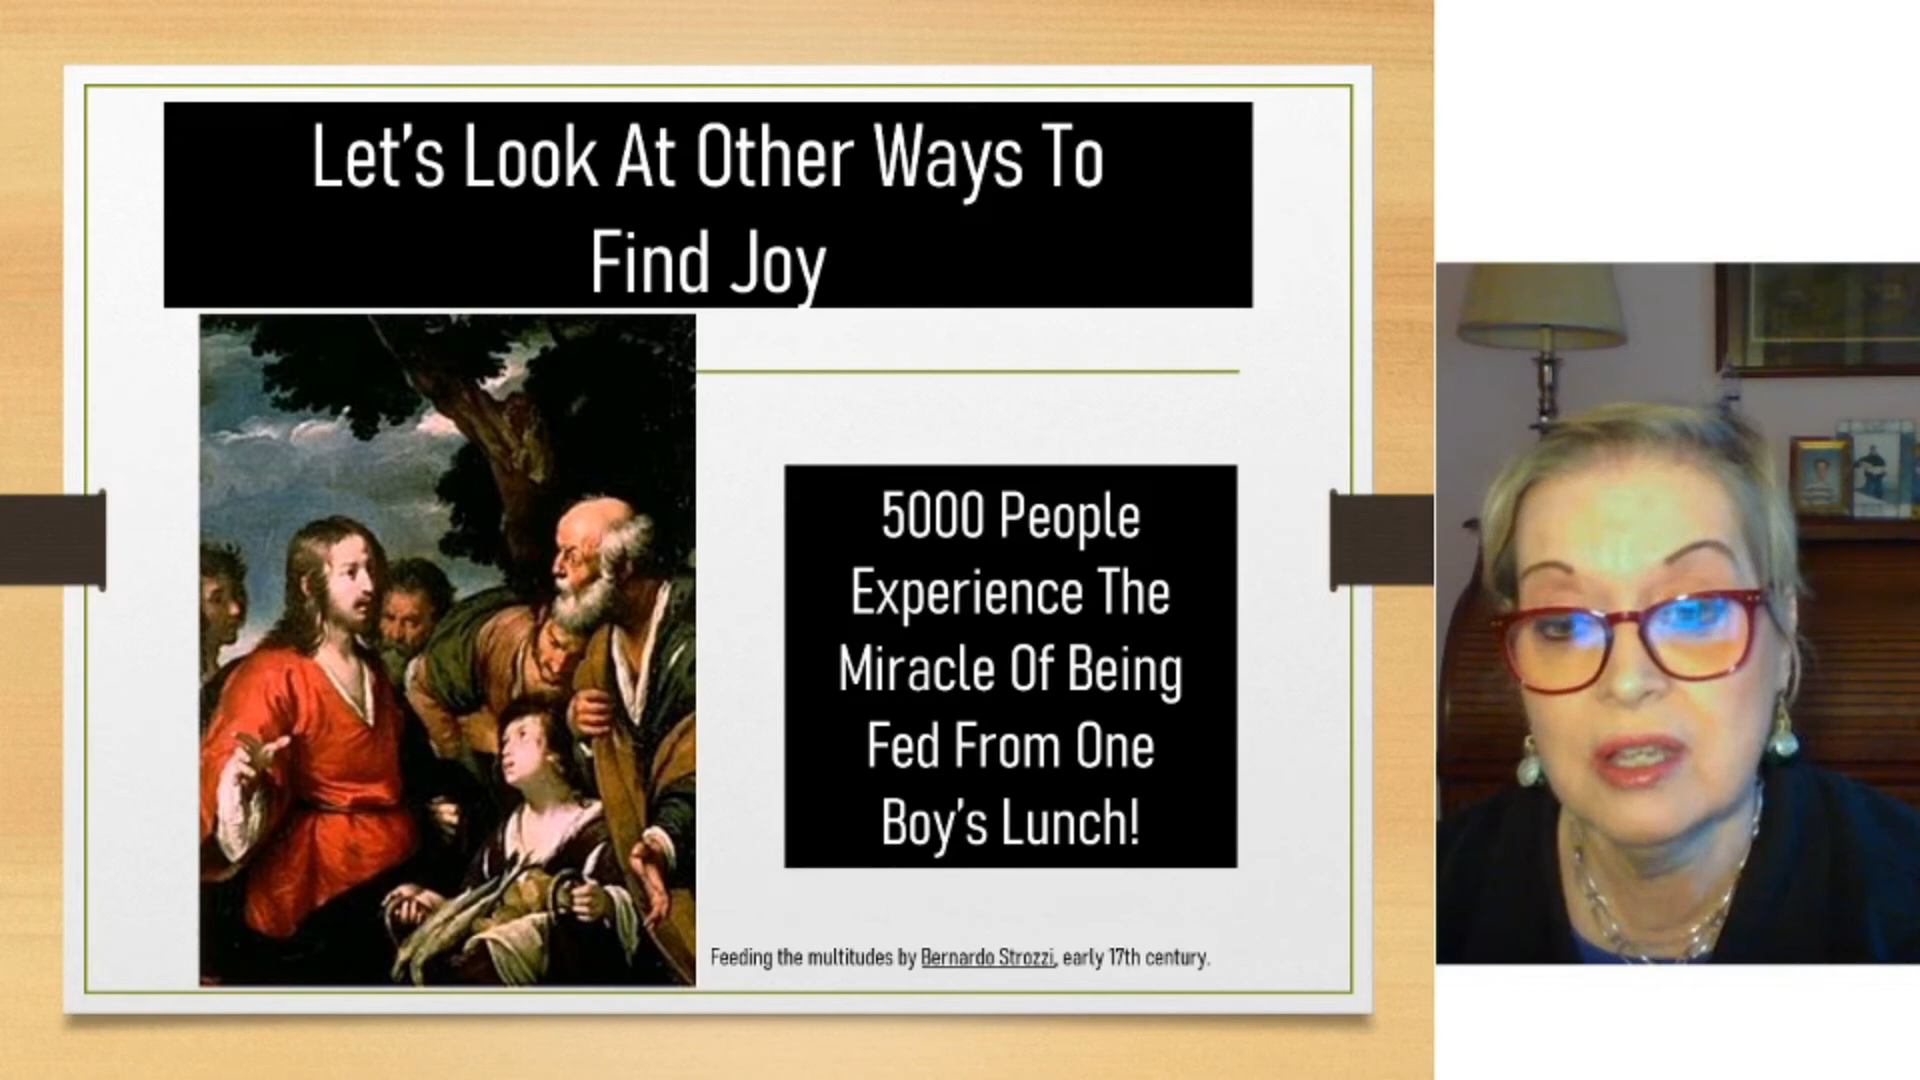 Let's Look At Other Ways To
Find Joy
5000 People
Experience The
Miracle Of Being
Fed From One
Boy's Lunch!
Feeding the multitudes by Bernardo Strozzi, early 17th century.